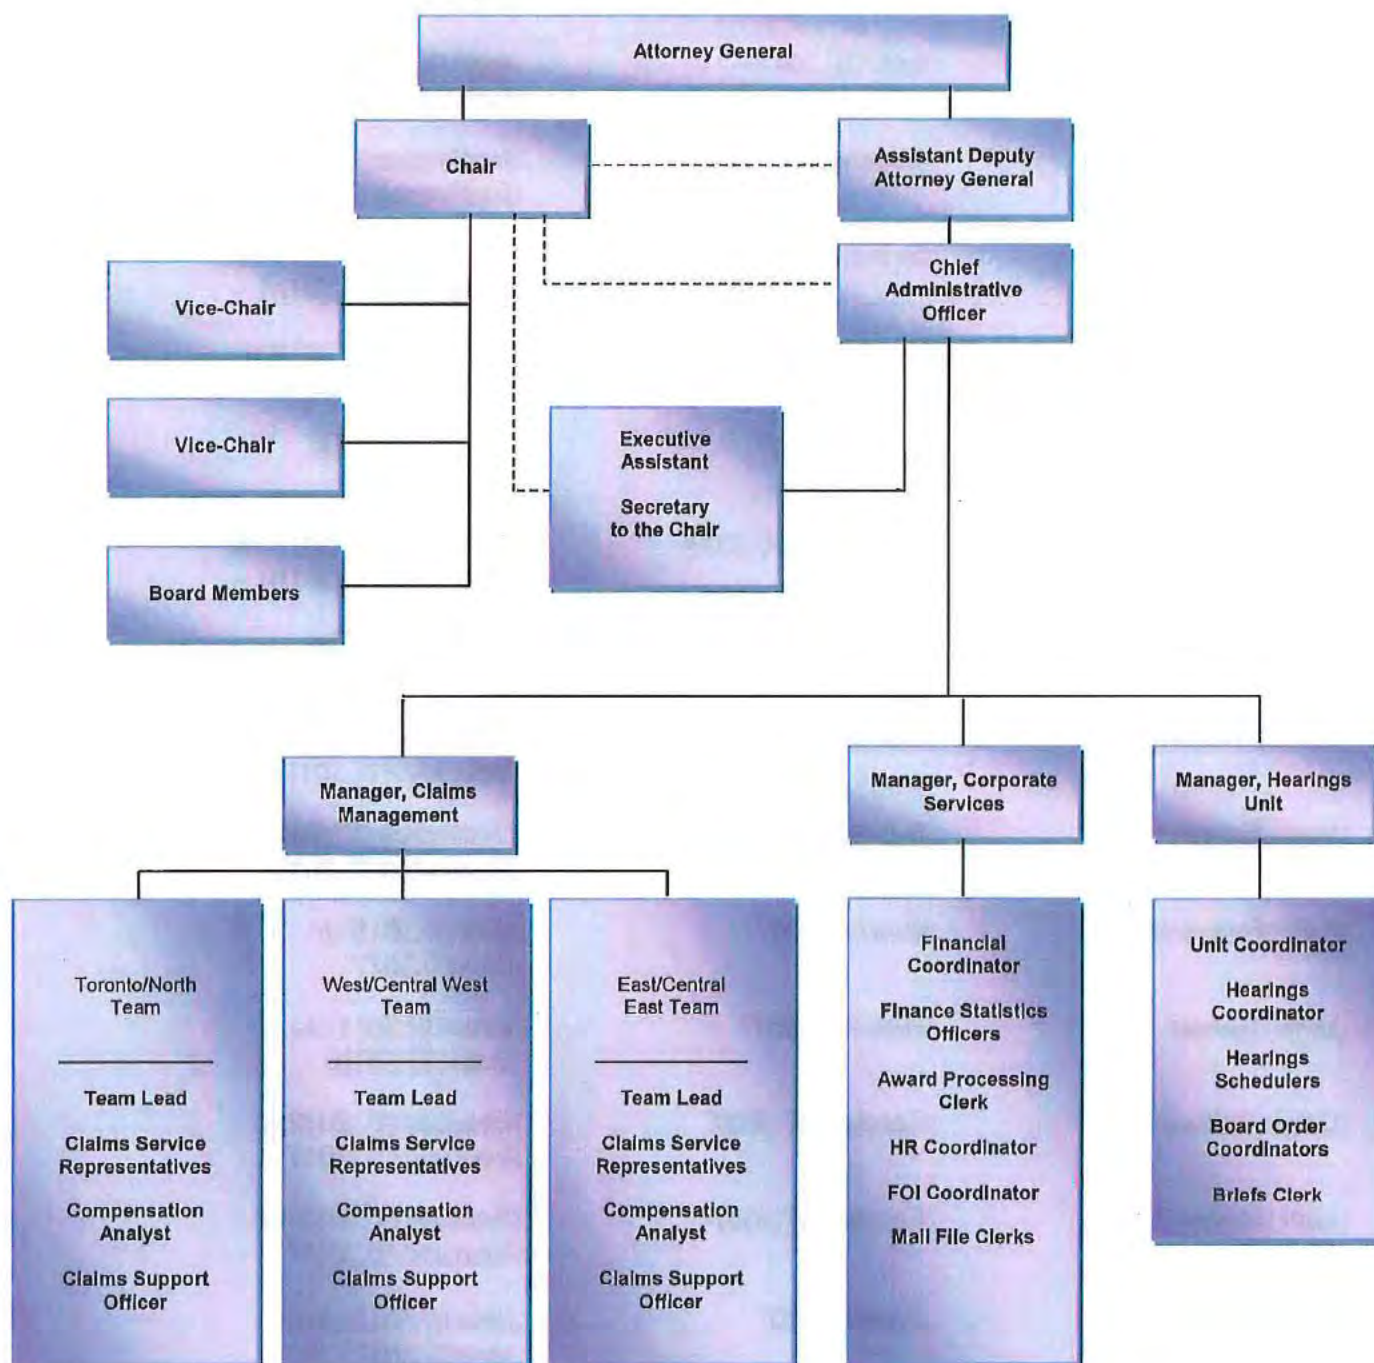 Attorney General
Chair
Assistant Deputy
Attorney General
Chief
Administrative
Officer
Vice-Chair
Vice-Chair
Board Members
Executive
Assistant
Secretary
to the Chair
Manager, Claims
Management
Manager, Corporate
Services
Manager, Hearings
Unit
Toronto/North
Team
Team Lead
Claims Service
Representatives
Compensation
Analyst
Claims Support
Officer
West/Central West
Team
Team Lead
Claims Service
Representatives
Compensation
Analyst
Claims Support
Officer
East/Central
East Team
Team Lead
Claims Service
Representatives
Compensation
Analyst
Claims Support
Officer
Financial
Coordinator
Finance Statistics
Officers
Award Processing
Clerk
HR Coordinator
FOI Coordinator
Mail File Clerks
Unit Coordinator
Hearings
Coordinator
Hearings
Schedulers
Board Order
Coordinators
Briefs Clerk